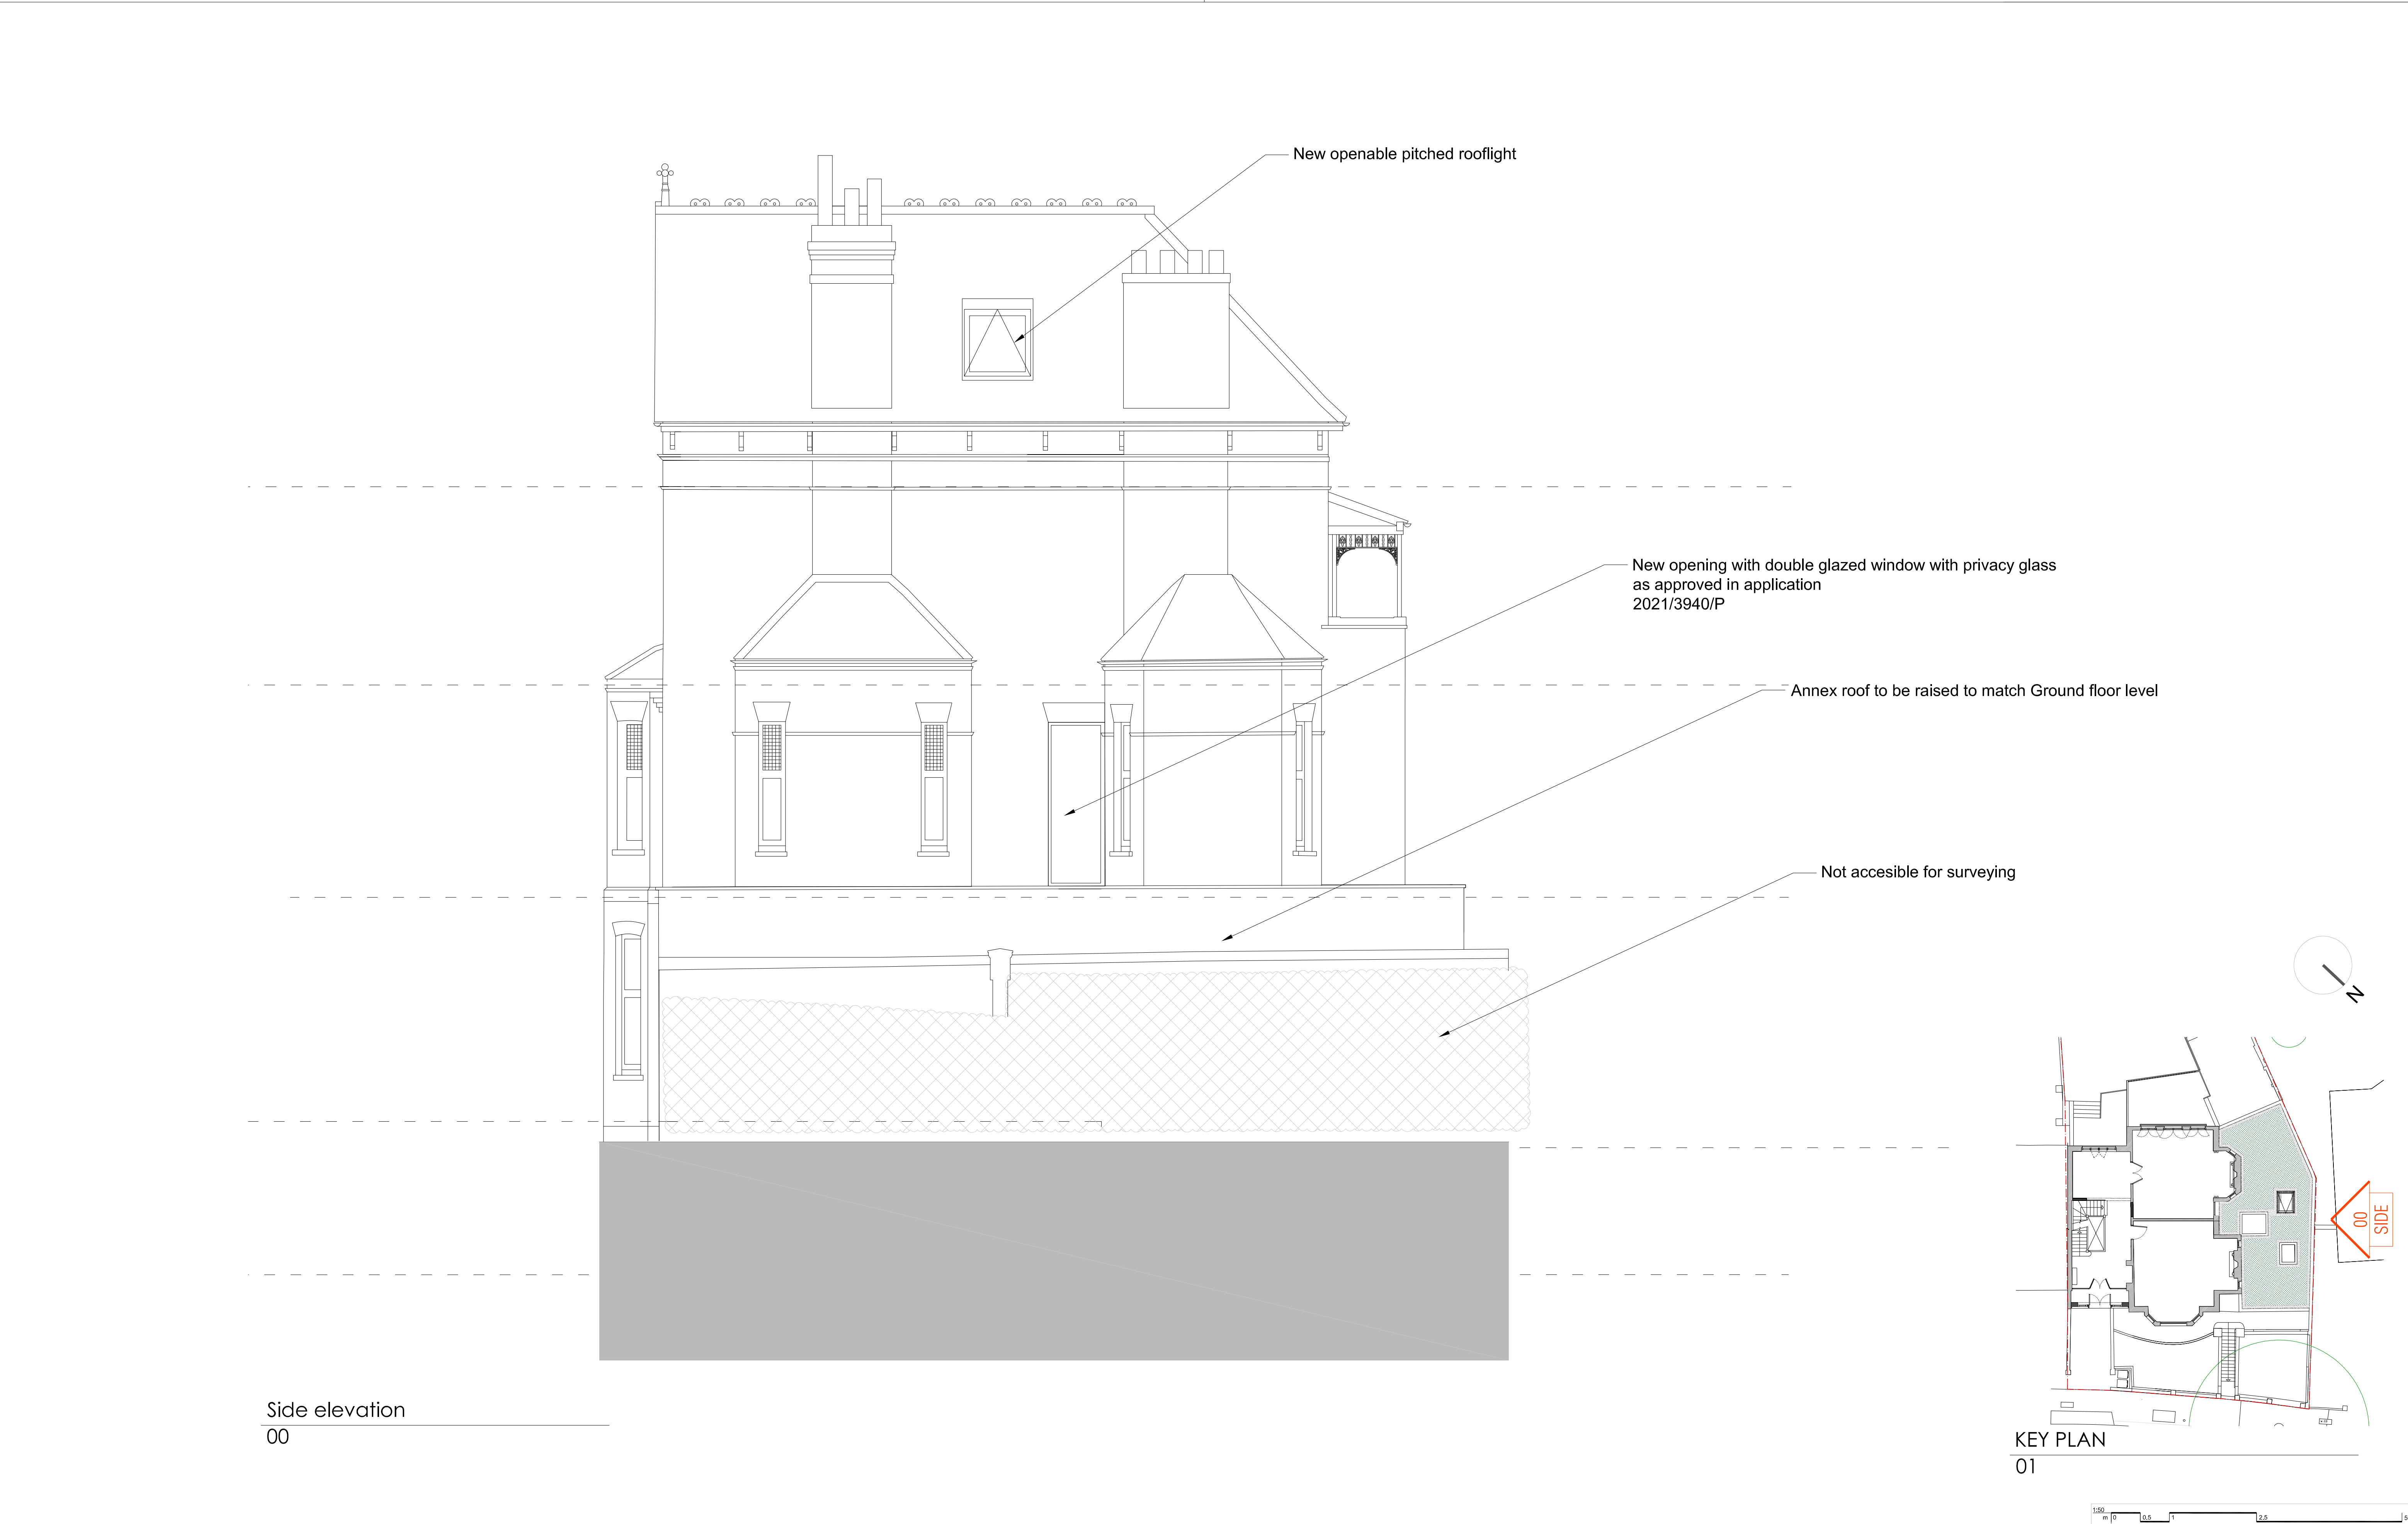 New openable pitched rooflight
New opening with double glazed window with privacy glass
as approved in application
2021/3940/P
Annex roof to be raised to match Ground floor level
Not accesible for surveying
N
00
SIDE
Side elevation
00
KEY PLAN
01
1:50
m 0 0,5 1 2,5